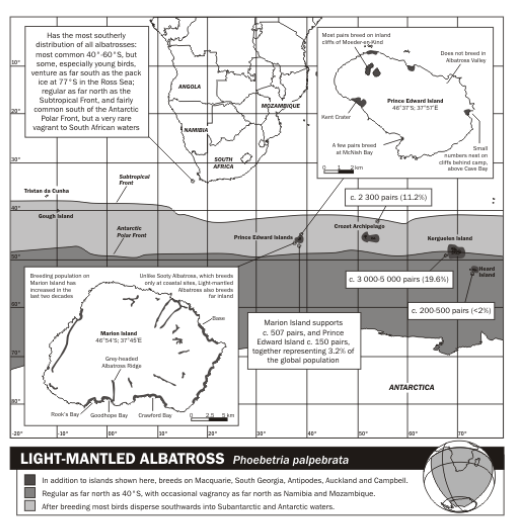 Has the most southerly
distribution of all albatrosses:
most common 40°-60°S, but
some, especially young birds,
venture as far south as the pack
ice at 77°S in the Ross Sea;
regular as far north as the
Subtropical Front, and fairly
common south of the Antarctic
Polar Front, but a very rare
vagrant to South African waters
ANGOLA
NAMIBIA
MOZAMBIQUE
SOUTH
AFRICA
Most pairs breed on inland
cliffs of Moeder-en-Kind
Does not breed in
Albatross Valley
Prince Edward Island
46°37'S; 37°57'E
Kent Crater
A few pairs breed
at McNish Bay
Small
numbers nest on
cliffs behind camp,
above Cave Bay
0 1 2 km
10°
20°
30°
40°
50°
60°
70°
80°
Tristan da Cunha
Gough Island
Subtropical
Front
Antarctic
Polar Front
c. 2 300 pairs (11.2%)
Prince Edward Islands
Crozet Archipelago
Kerguelen Island
c. 3 000-5 000 pairs (19.6%)
Heard
Island
c. 200-500 pairs (<2%)
Breeding population on
Marion Island has
increased in the
last two decades
Unlike Sooty Albatross, which breeds
only at coastal sites, Light-mantled
Albatross also breeds
far inland
Base
Marion Island
46°54'S; 37°45'E
Grey-headed
Albatross Ridge
Rook's Bay
Goodhope Bay
Crawford Bay
0 2.5 5 km
Marion Island supports
c. 507 pairs, and Prince
Edward Island c. 150 pairs,
together representing 3.2%
of the global population
ANTARCTICA
-20° -10° 0° 10° 20° 30° 40° 50° 60° 70° 80°
LIGHT-MANTLED ALBATROSS Phoebetria palpebrata
In addition to islands shown here, breeds on Macquarie, South Georgia, Antipodes, Auckland and Campbell.
Regular as far north as 40°S, with occasional vagrancy as far north as Namibia and Mozambique.
After breeding most birds disperse southwards into Subantarctic and Antarctic waters.